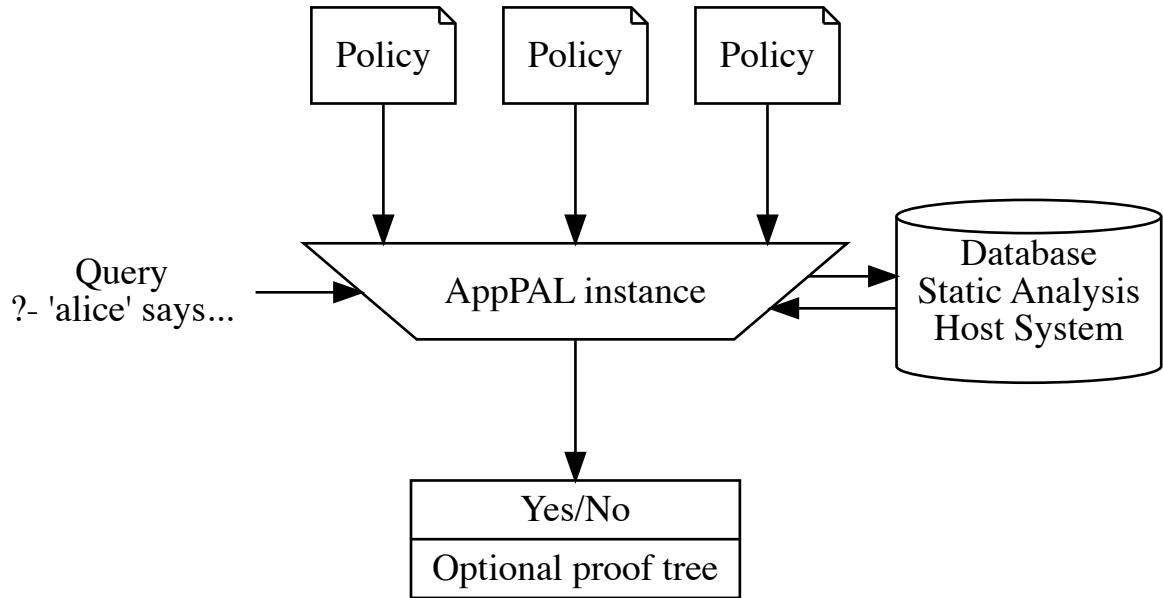 Policy
Policy
Policy
Query
?- 'alice' says...
AppPAL instance
Database
Static Analysis
Host System
Yes/No
Optional proof tree